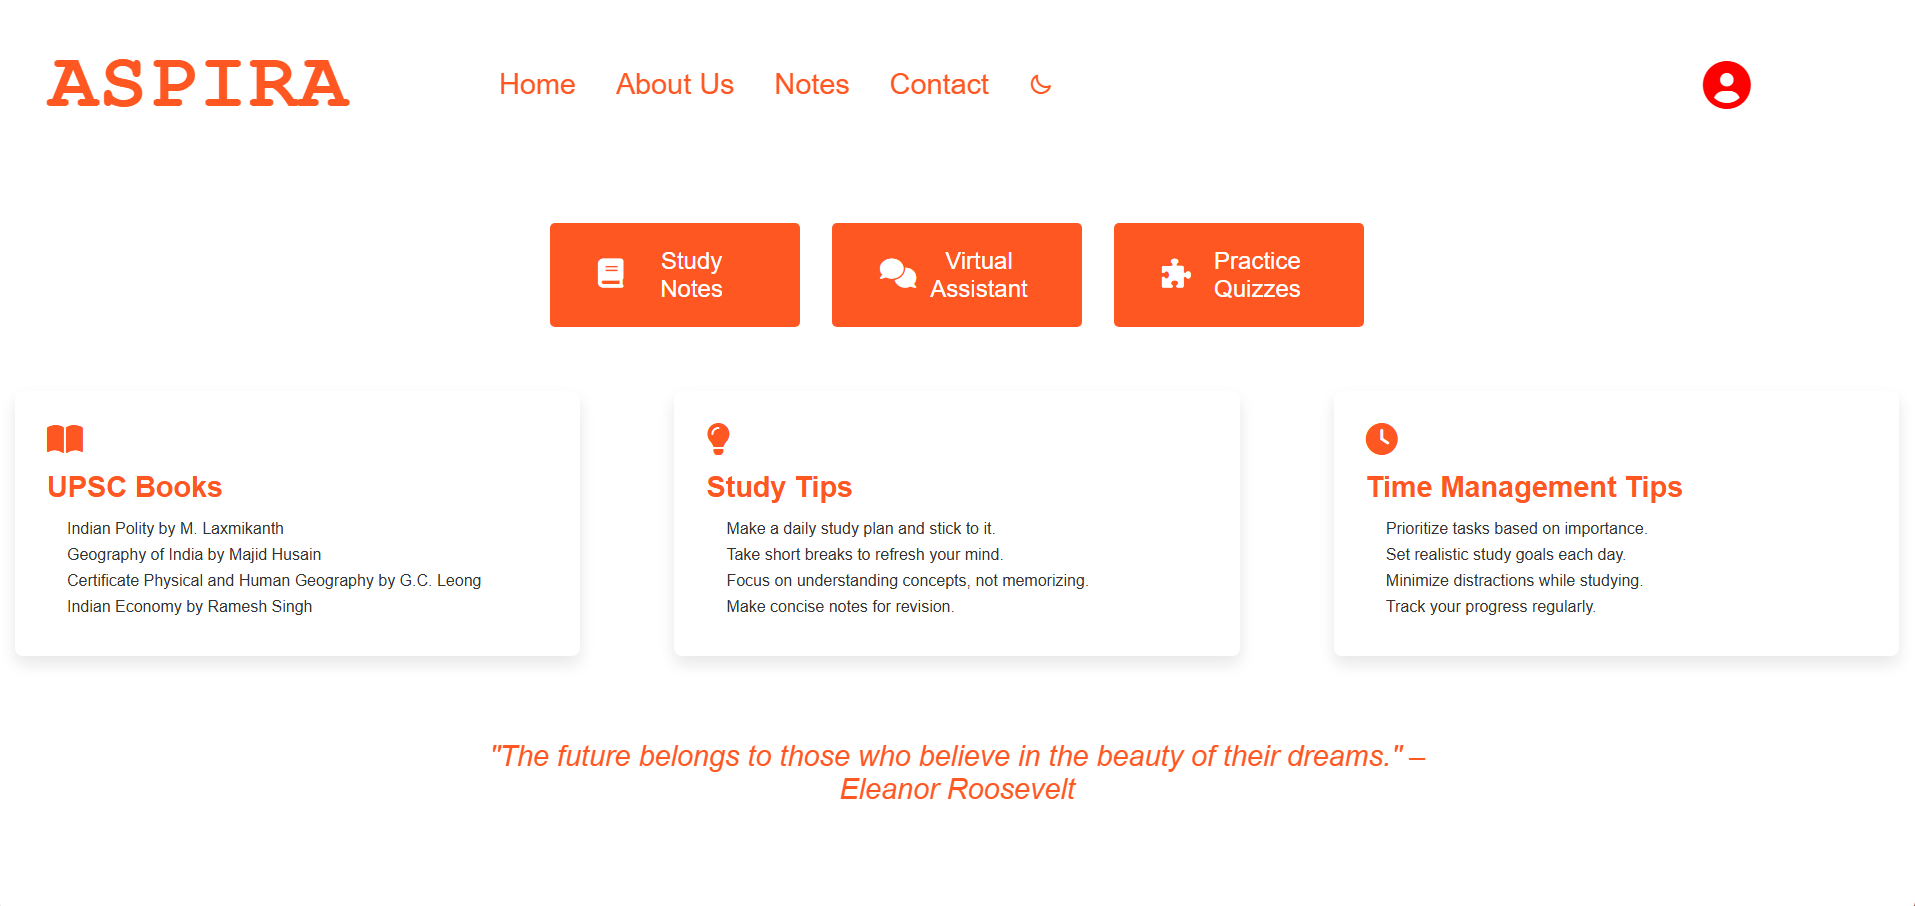 ASPIRA
Home About Us Notes Contact
Study
Notes
Virtual
Assistant
Practice
Quizzes
UPSC Books
Indian Polity by M. Laxmikanth
Geography of India by Majid Husain
Certificate Physical and Human Geography by G.C. Leong
Indian Economy by Ramesh Singh
Study Tips
Make a daily study plan and stick to it.
Take short breaks to refresh your mind.
Focus on understanding concepts, not memorizing.
Make concise notes for revision.
Time Management Tips
Prioritize tasks based on importance.
Set realistic study goals each day.
Minimize distractions while studying.
Track your progress regularly.
"The future belongs to those who believe in the beauty of their dreams." –
Eleanor Roosevelt